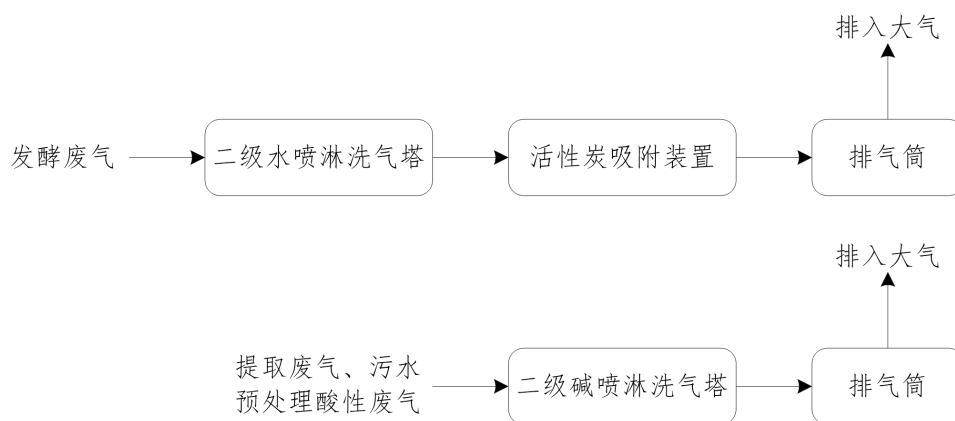 排入大气
发酵废气
二级水喷淋洗气塔
活性炭吸附装置
排气筒
排入大气
提取废气、污水
预处理酸性废气
二级碱喷淋洗气塔
排气筒